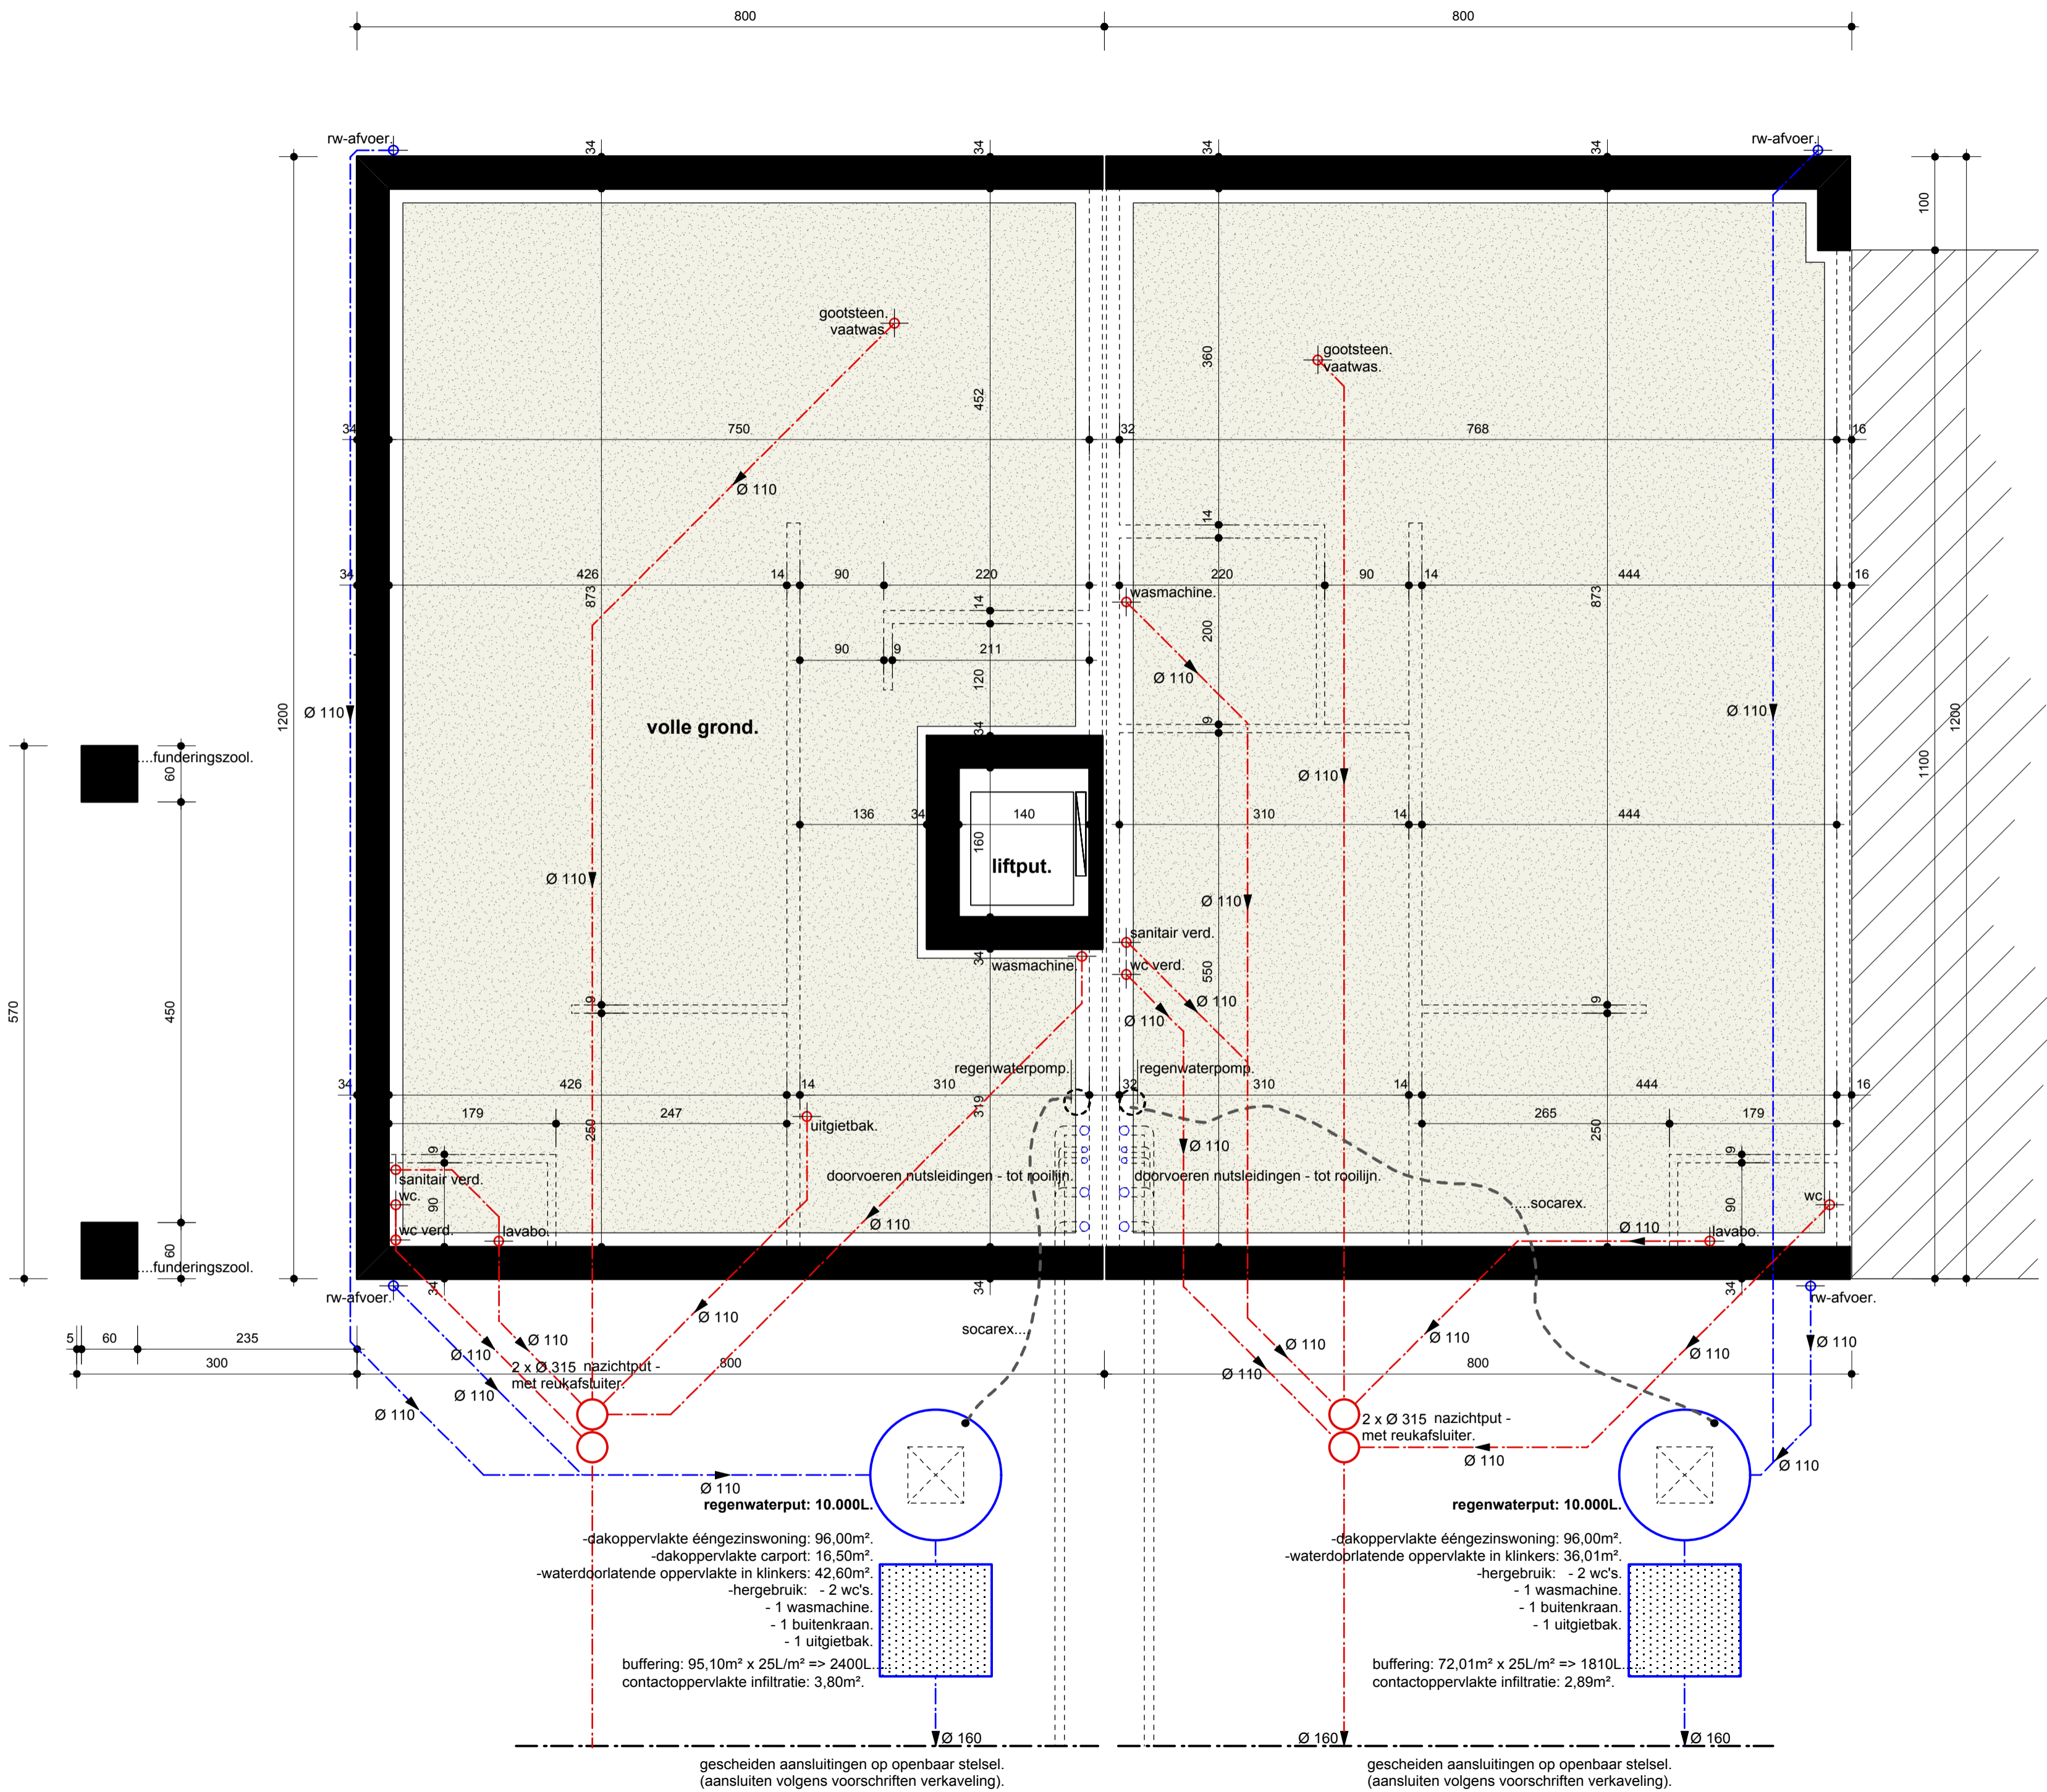 800
800
rw-afvoer.
34
34
34
34
rw-afvoer.
100
gootsteen.
vaatwas.
gootsteen.
vaatwas.
360
452
34
750
32
768
16
Ø 110
14
34
426
14
90
220
220
90
14
444
16
873
873
14
wasmachine.
200
90
9
211
120
Ø 110
Ø 110
1200
volle grond.
34
9
Ø 110
1200
1100
....funderingszool.
60
Ø 110
136
34
140
310
14
444
160
liftput.
Ø 110
Ø 110
sanitair verd.
34
wasmachine.
wc verd.
550
570
450
9
Ø 110
9
Ø 110
regenwaterpomp.
regenwaterpomp.
34
426
14
310
32
310
14
444
16
319
179
247
265
179
250
250
uitgietbak.
Ø 110
9
9
sanitair verd.
doorvoeren nutsleidingen - tot rooilijn.
doorvoeren nutsleidingen - tot rooilijn.
wc.
90
.....socarex.
90
wc
wc verd.
lavabo.
Ø 110
Ø 110
lavabo.
60
....funderingszool.
34
34
34
rw-afvoer.
rw-afvoer.
5
60
235
Ø 110
Ø 110
socarex....
Ø 110
Ø 110
Ø 110
Ø 110
Ø 110
300
2 x Ø 315 nazichtput -
met reukafsluiter.
800
Ø 110
800
Ø 110
Ø 110
2 x Ø 315 nazichtput -
met reukafsluiter.
Ø 110
Ø 110
Ø 110
regenwaterput: 10.000L.
regenwaterput: 10.000L.
-dakoppervlakte ééngezinswoning: 96,00m².
-dakoppervlakte carport: 16,50m².
-waterdoorlatende oppervlakte in klinkers: 42,60m².
-hergebruik: - 2 wc's.
- 1 wasmachine.
- 1 buitenkraan.
- 1 uitgietbak.
buffering: 95,10m² x 25L/m² => 2400L....
contactoppervlakte infiltratie: 3,80m².
-dakoppervlakte ééngezinswoning: 96,00m².
-waterdoorlatende oppervlakte in klinkers: 36,01m².
-hergebruik: - 2 wc's.
- 1 wasmachine.
- 1 buitenkraan.
- 1 uitgietbak.
buffering: 72,01m² x 25L/m² => 1810L...
contactoppervlakte infiltratie: 2,89m².
Ø 160
Ø 160
Ø 160
gescheiden aansluitingen op openbaar stelsel.
(aansluiten volgens voorschriften verkaveling).
gescheiden aansluitingen op openbaar stelsel.
(aansluiten volgens voorschriften verkaveling).